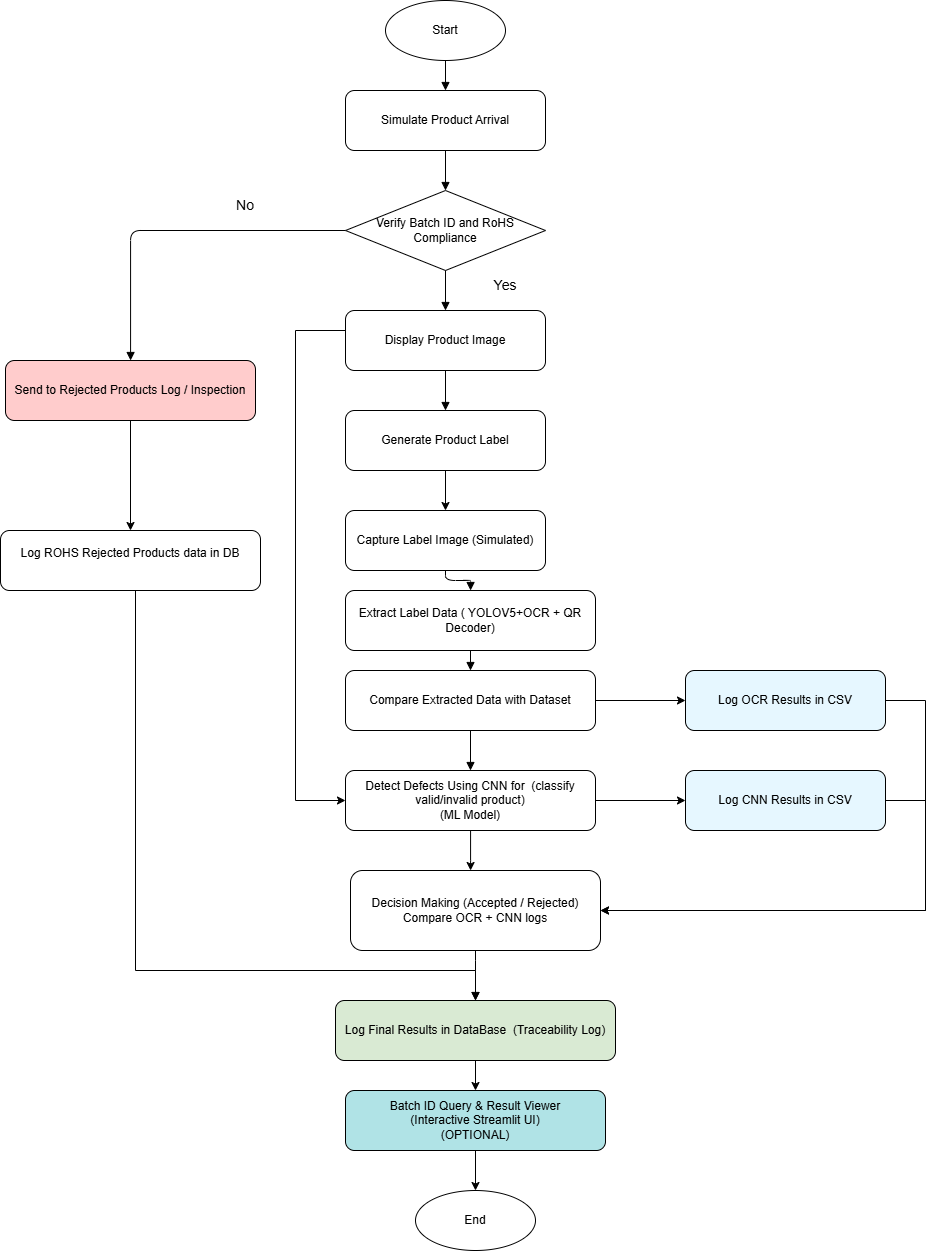 Start
Simulate Product Arrival
No
Verify Batch ID and RoHS
Compliance
Yes
Display Product Image
Send to Rejected Products Log / Inspection
Generate Product Label
Capture Label Image (Simulated)
Log ROHS Rejected Products data in DB
Extract Label Data ( YOLOV5+OCR + QR
Decoder)
Compare Extracted Data with Dataset
Log OCR Results in CSV
Detect Defects Using CNN for (classify
valid/invalid product)
(ML Model)
Log CNN Results in CSV
Decision Making (Accepted / Rejected)
Compare OCR + CNN logs
Log Final Results in DataBase (Traceability Log)
Batch ID Query & Result Viewer
(Interactive Streamlit UI)
(OPTIONAL)
End